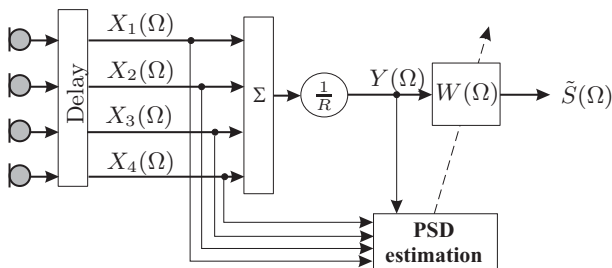 Delay
X₁(Ω)
X₂(Ω)
X₃(Ω)
X₄(Ω)
Σ
1/R
Y(Ω)
W(Ω)
S̃(Ω)
PSD
estimation